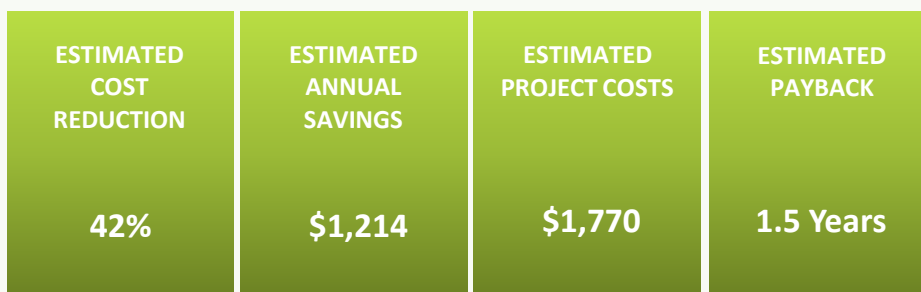 ESTIMATED
COST
REDUCTION
42%
ESTIMATED
ANNUAL
SAVINGS
$1,214
ESTIMATED
PROJECT COSTS
$1,770
ESTIMATED
PAYBACK
1.5 Years